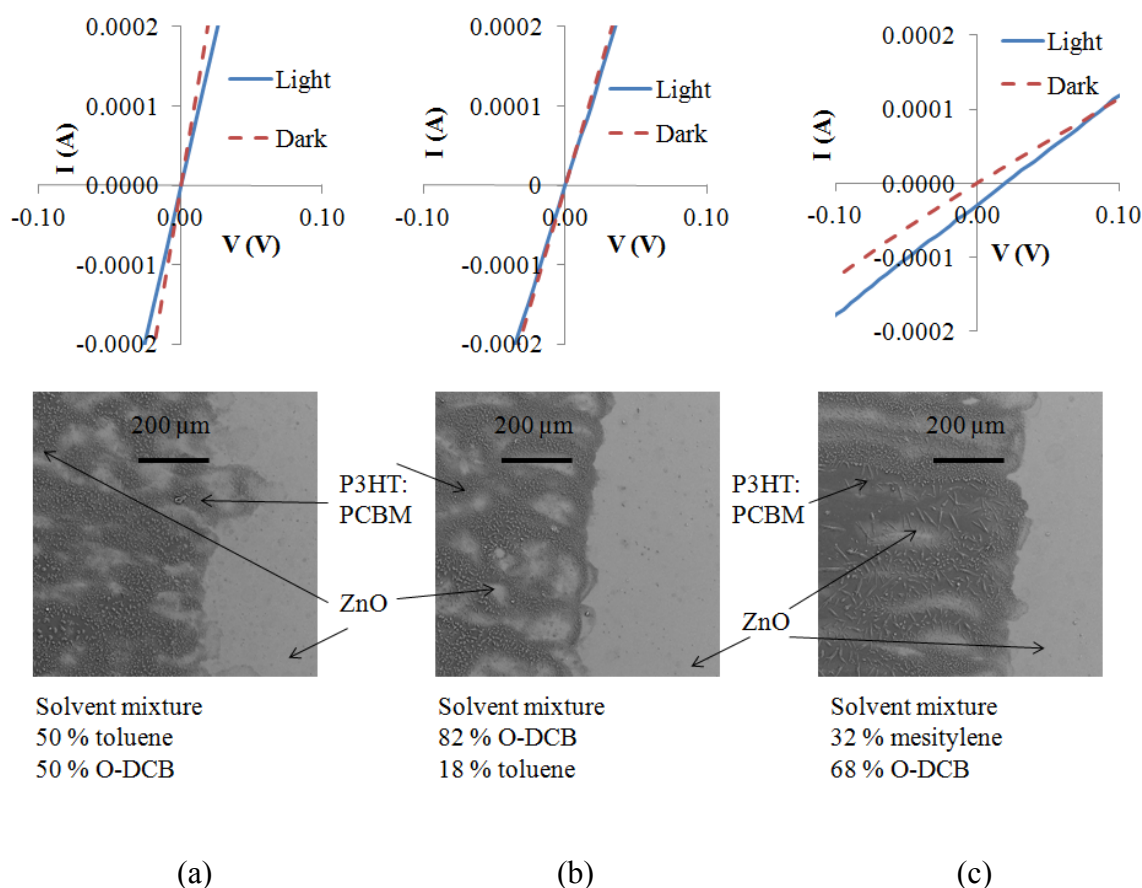 0.0002
0.0001
0.0000
-0.0001
-0.0002
-0.10
0.00
0.10
I (A)
V (V)
Light
Dark
0.0002
0.0001
0
-0.0001
-0.0002
-0.10
0.00
0.10
I (A)
V (V)
Light
Dark
0.0002
0.0001
0.0000
-0.0001
-0.0002
-0.10
0.00
0.10
I (A)
V (V)
Light
Dark
200 µm
200 µm
200 µm
P3HT:
PCBM
ZnO
P3HT:
PCBM
ZnO
Solvent mixture
50 % toluene
50 % O-DCB
Solvent mixture
82 % O-DCB
18 % toluene
Solvent mixture
32 % mesitylene
68 % O-DCB
(a)
(b)
(c)